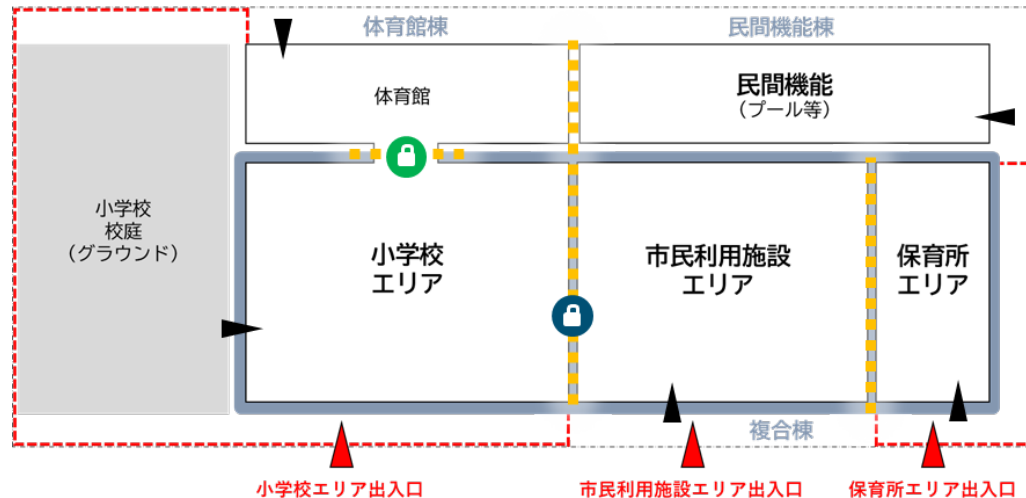 体育館棟
民間機能棟
体育館
民間機能
（プール等）
小学校
校庭
（グラウンド）
小学校
エリア
市民利用施設
エリア
保育所
エリア
複合棟
小学校エリア出入口
市民利用施設エリア出入口
保育所エリア出入口